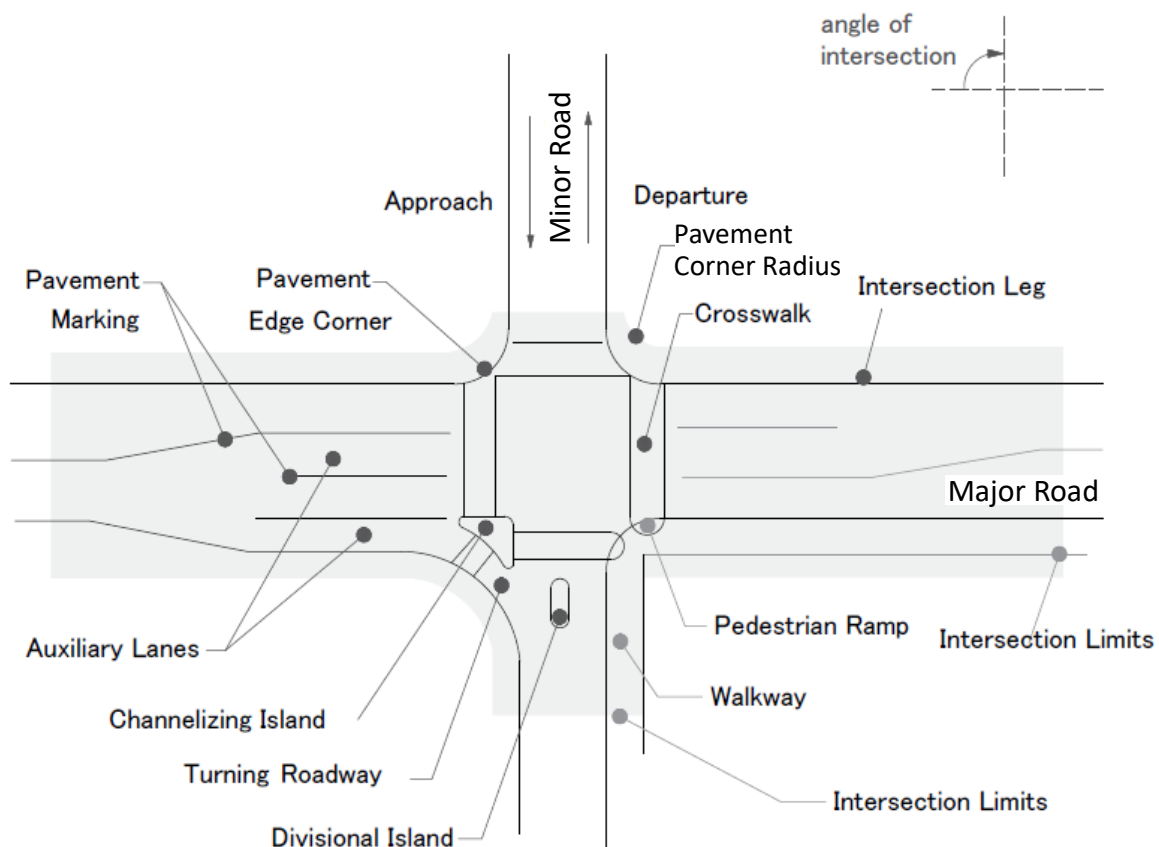 angle of
intersection
Minor Road
Approach
Departure
Pavement
Corner Radius
Pavement
Marking
Pavement
Edge Corner
Intersection Leg
Crosswalk
Major Road
Pedestrian Ramp
Intersection Limits
Auxiliary Lanes
Walkway
Channelizing Island
Turning Roadway
Intersection Limits
Divisional Island